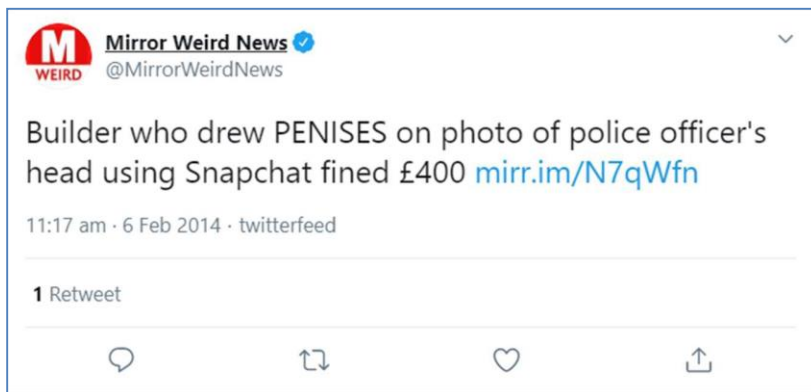 M
WEIRD
Mirror Weird News
@MirrorWeirdNews
Builder who drew PENISES on photo of police officer's
head using Snapchat fined £400 mirr.im/N7qWfn
11:17 am · 6 Feb 2014 · twitterfeed
1 Retweet